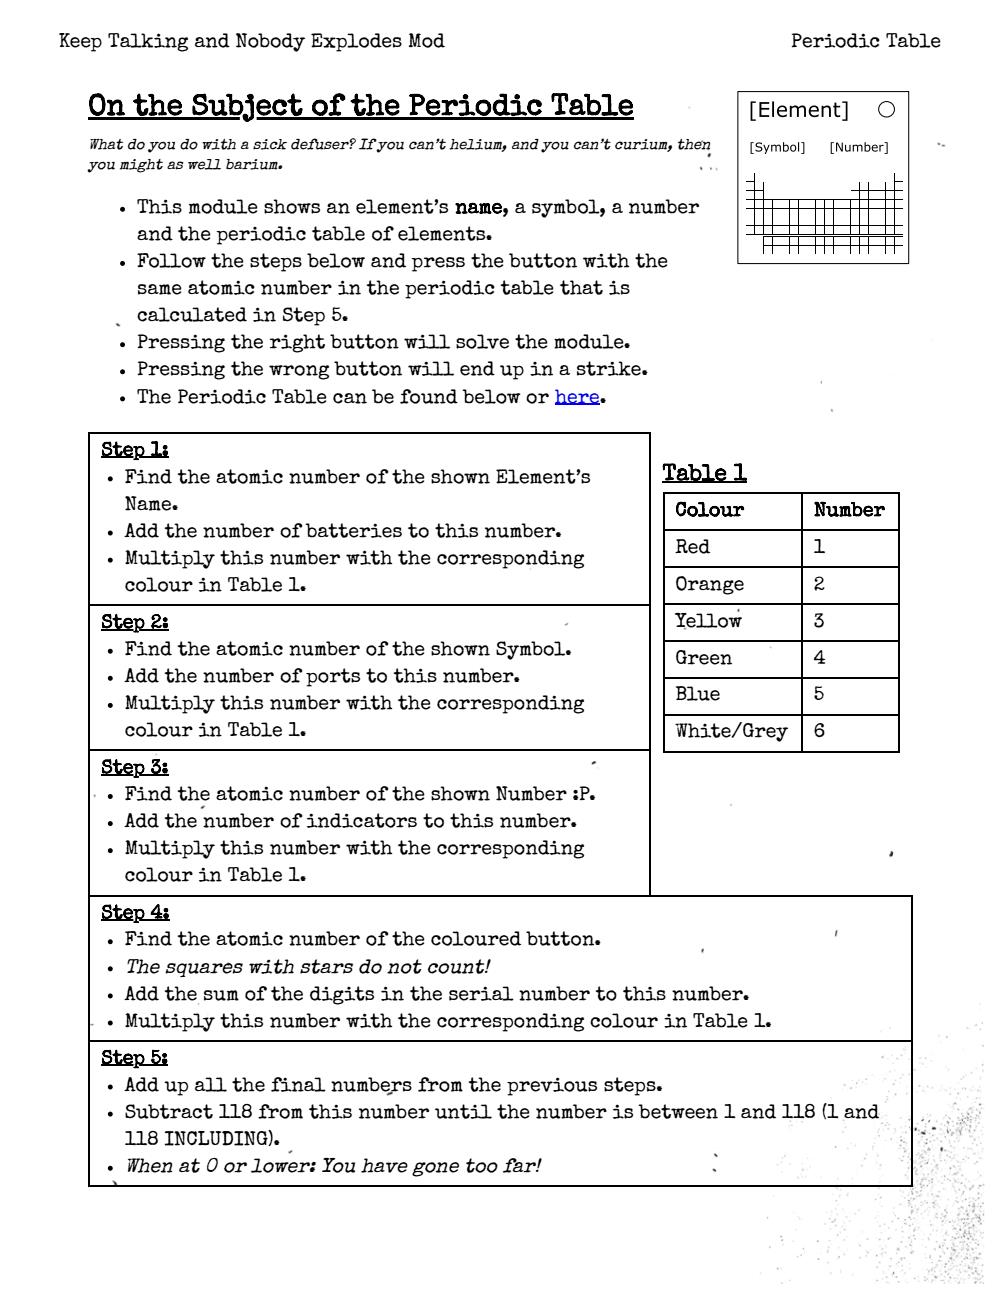 Keep Talking and Nobody Explodes Mod
Periodic Table
On the Subject of the Periodic Table
What do you do with a sick defuser? If you can't helium, and you can't curium, then
you might as well barium.
[Element]
[Symbol] [Number]
• This module shows an element's name, a symbol, a number
and the periodic table of elements.
• Follow the steps below and press the button with the
same atomic number in the periodic table that is
calculated in Step 5.
• Pressing the right button will solve the module.
• Pressing the wrong button will end up in a strike.
• The Periodic Table can be found below or here.
Step 1:
• Find the atomic number of the shown Element's
Name.
• Add the number of batteries to this number.
• Multiply this number with the corresponding
colour in Table 1.
Step 2:
• Find the atomic number of the shown Symbol.
• Add the number of ports to this number.
• Multiply this number with the corresponding
colour in Table 1.
Step 3:
• Find the atomic number of the shown Number :P.
• Add the number of indicators to this number.
• Multiply this number with the corresponding
colour in Table 1.
Table 1
Colour Number
Red 1
Orange 2
Yellow 3
Green 4
Blue 5
White/Grey 6
Step 4:
• Find the atomic number of the coloured button.
• The squares with stars do not count!
• Add the sum of the digits in the serial number to this number.
• Multiply this number with the corresponding colour in Table 1.
Step 5:
• Add up all the final numbers from the previous steps.
• Subtract 118 from this number until the number is between 1 and 118 (1 and
118 INCLUDING).
• When at 0 or lower: You have gone too far!